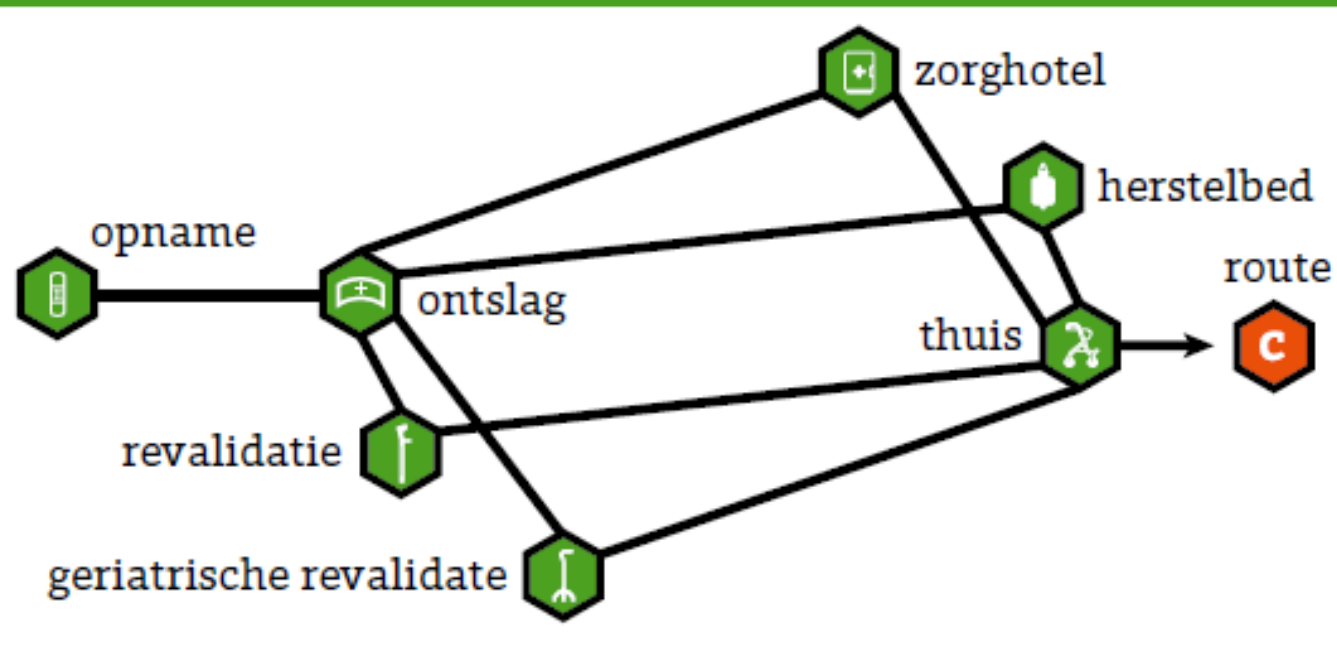 zorghotel
herstelbed
opname
route
ontslag
thuis
C
revalidatie
geriatrische revalidate